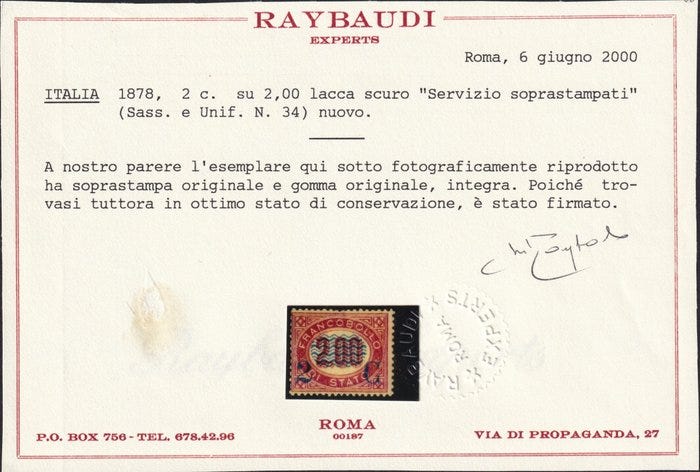 RAYBAUDI
EXPERTS
Roma, 6 giugno 2000
ITALIA 1878, 2 c. su 2,00 lacca scuro "Servizio soprastampati"
(Sass. e Unif. N. 34) nuovo.
A nostro parere l'esemplare qui sotto fotograficamente riprodotto
ha soprastampa originale e gomma originale, integra. Poiché tro-
vasi tuttora in ottimo stato di conservazione, è stato firmato.
FRANCOBOLLO
2,00
2 C
DI STATO
ROMA
00187
P.O. BOX 756 - TEL. 678.42.96
VIA DI PROPAGANDA, 27